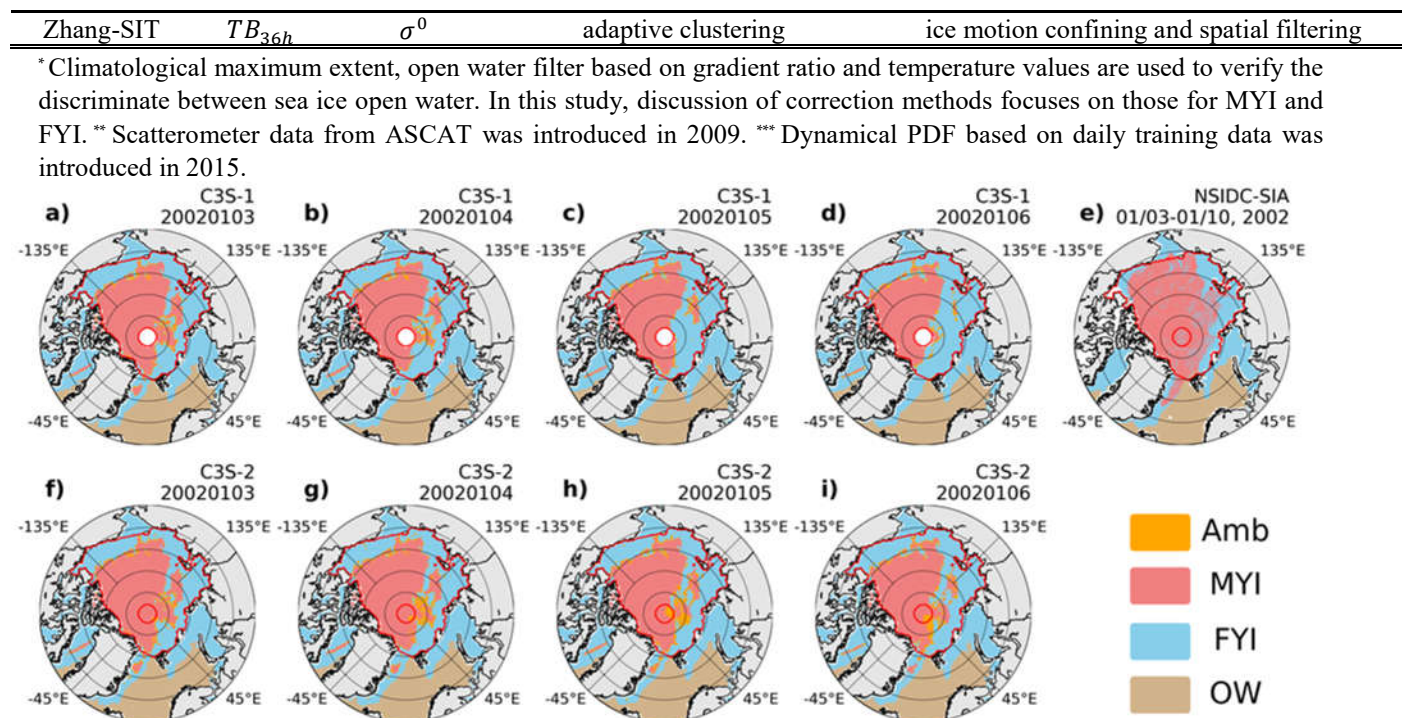 Zhang-SIT TB36h σ0 adaptive clustering ice motion confining and spatial filtering
* Climatological maximum extent, open water filter based on gradient ratio and temperature values are used to verify the
discriminate between sea ice open water. In this study, discussion of correction methods focuses on those for MYI and
FYI. ** Scatterometer data from ASCAT was introduced in 2009. *** Dynamical PDF based on daily training data was
introduced in 2015.
a) C3S-1
20020103
-135°E 135°E
-45°E 45°E
b) C3S-1
20020104
-135°E 135°E
-45°E 45°E
c) C3S-1
20020105
-135°E 135°E
-45°E 45°E
d) C3S-1
20020106
-135°E 135°E
-45°E 45°E
e) NSIDC-SIA
01/03-01/10, 2002
-135°E 135°E
-45°E 45°E
f) C3S-2
20020103
-135°E 135°E
-45°E 45°E
g) C3S-2
20020104
-135°E 135°E
-45°E 45°E
h) C3S-2
20020105
-135°E 135°E
-45°E 45°E
i) C3S-2
20020106
-135°E 135°E
-45°E 45°E
Amb
MYI
FYI
OW